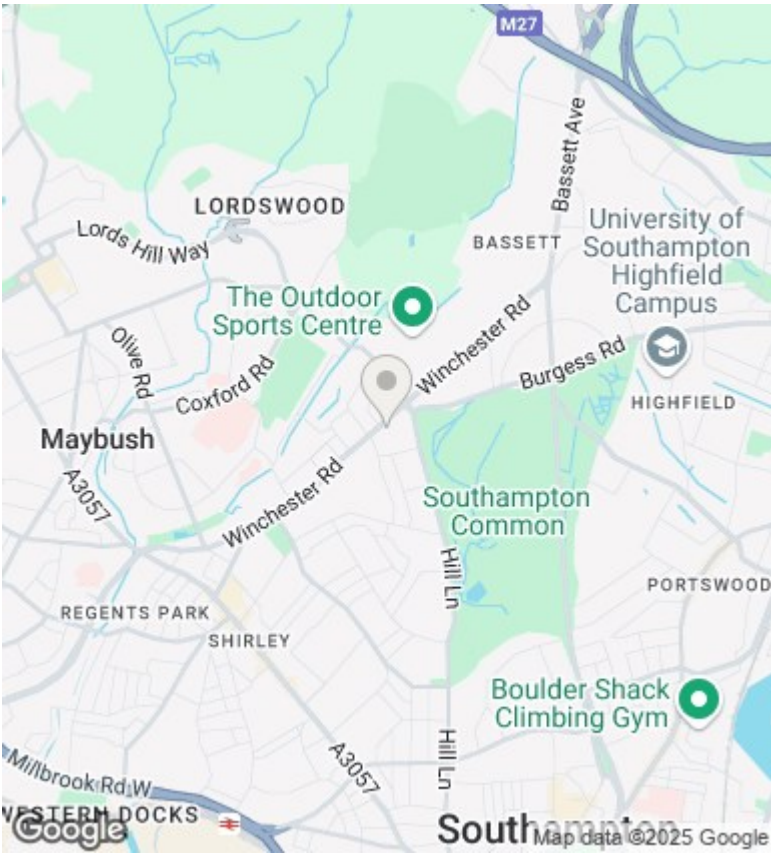 M27
Bassett Ave
LORDSWOOD
Lords Hill Way
BASSETT
University of
Southampton
Highfield
Campus
The Outdoor
Sports Centre
Winchester Rd
Olive Rd
Coxford Rd
Burgess Rd
HIGHFIELD
Maybush
A3057
Winchester Rd
Southampton
Common
Hill Ln
PORTSWOOD
REGENTS PARK
SHIRLEY
Boulder Shack
Climbing Gym
Hill Ln
A3057
Millbrook Rd W
WESTERN DOCKS
Google
Southampton
Map data ©2025 Google